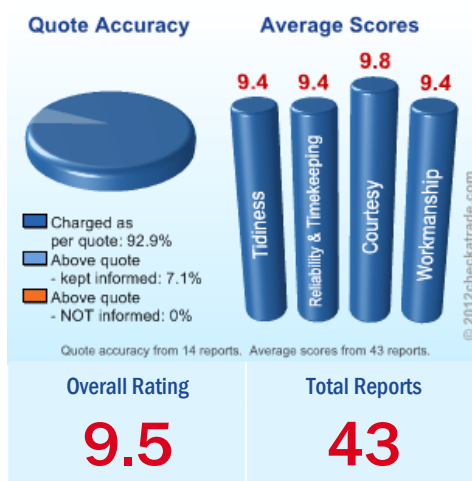 Quote Accuracy
Average Scores
9.4
9.4
9.8
9.4
Tidiness
Reliability & Timekeeping
Courtesy
Workmanship
Charged as
per quote: 92.9%
Above quote
- kept informed: 7.1%
Above quote
- NOT informed: 0%
© 2012checkatrade.com
Quote accuracy from 14 reports. Average scores from 43 reports.
Overall Rating
Total Reports
9.5
43